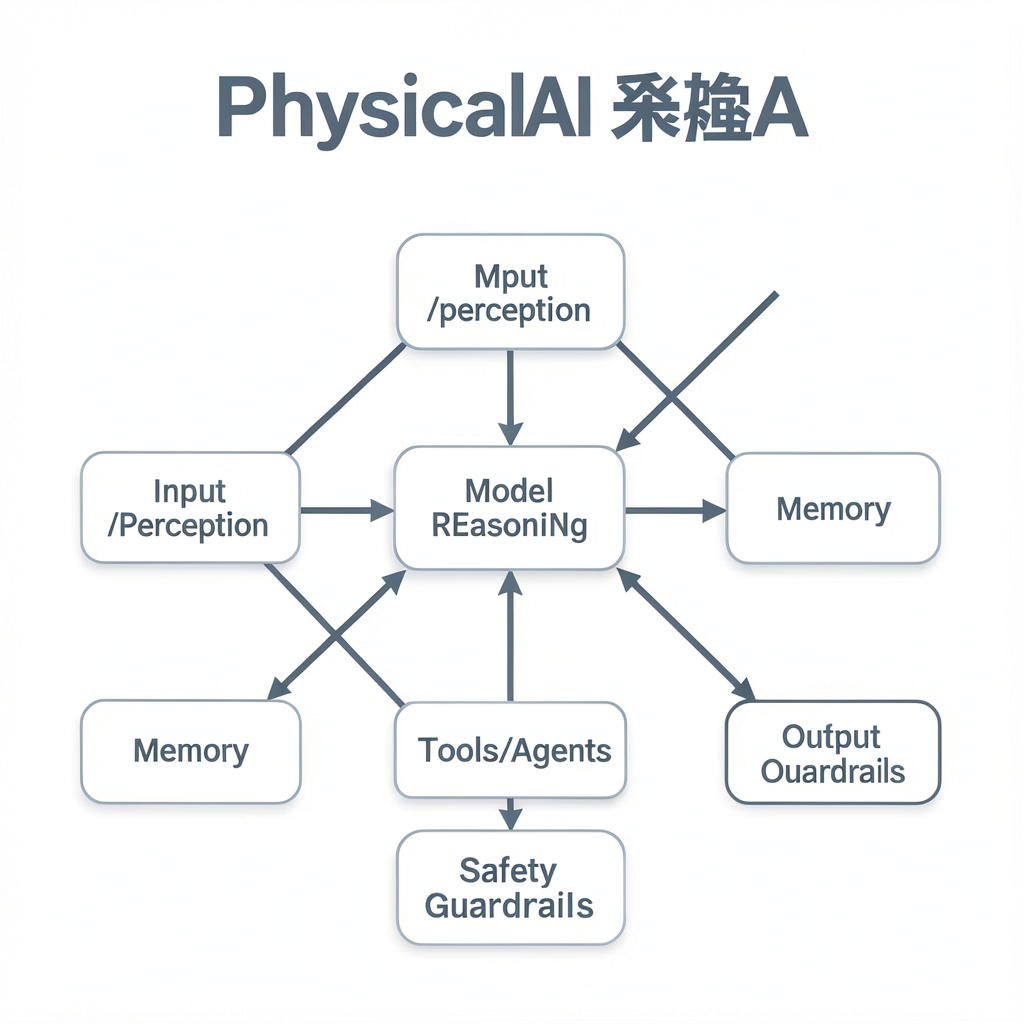 PhysicalAI
Mput
/perception
Input
/Perception
Model
REasoniNg
Memory
Memory
Tools/Agents
Output
Ouardrails
Safety
Guardrails